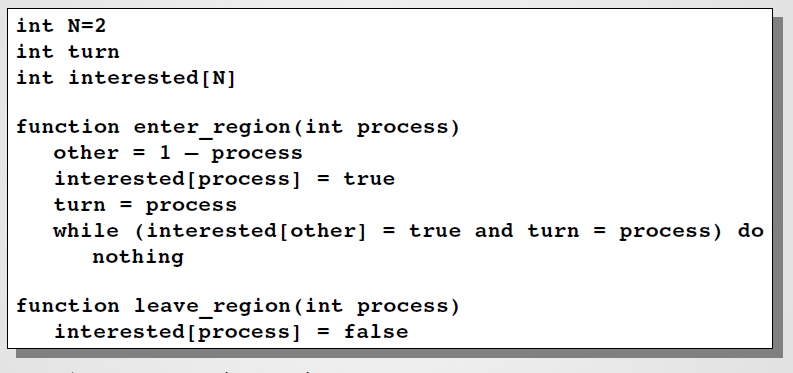 int N=2
int turn
int interested[N]
function enter_region(int process)
other = 1 – process
interested[process] = true
turn = process
while (interested[other] = true and turn = process) do
nothing
function leave_region(int process)
interested[process] = false